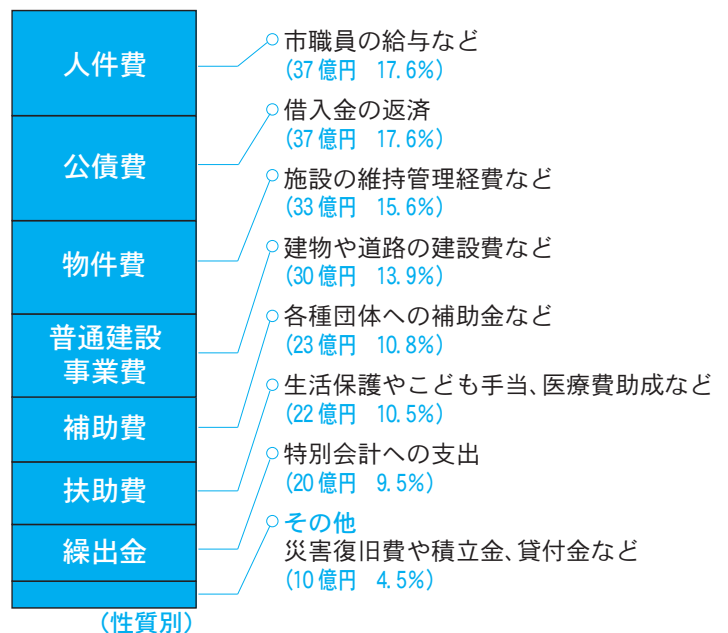 人件費
市職員の給与など
(37億円 17.6%)
公債費
借入金の返済
(37億円 17.6%)
物件費
施設の維持管理経費など
(33億円 15.6%)
普通建設
事業費
建物や道路の建設費など
(30億円 13.9%)
補助費
各種団体への補助金など
(23億円 10.8%)
扶助費
生活保護やこども手当、医療費助成など
(22億円 10.5%)
繰出金
特別会計への支出
(20億円 9.5%)
その他
災害復旧費や積立金、貸付金など
(10億円 4.5%)
(性質別)